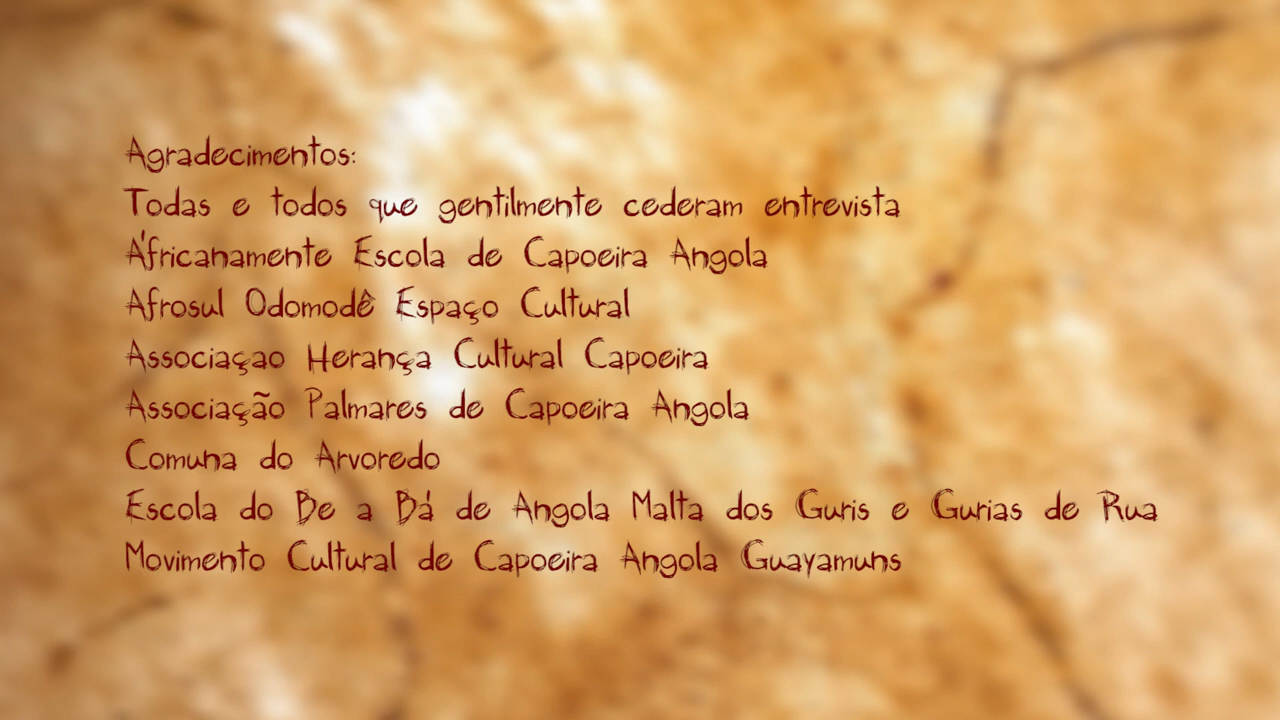 Agradecimentos:
Todas e todos que gentilmente cederam entrevista
Áfricanamente Escola de Capoeira Angola
Afrosul Odomodê Espaço Cultural
Associaçao Herança Cultural Capoeira
Associação Palmares de Capoeira Angola
Comuna do Arvoredo
Escola do Be a Bá de Angola Malta dos Guris e Gurias de Rua
Movimento Cultural de Capoeira Angola Guayamuns